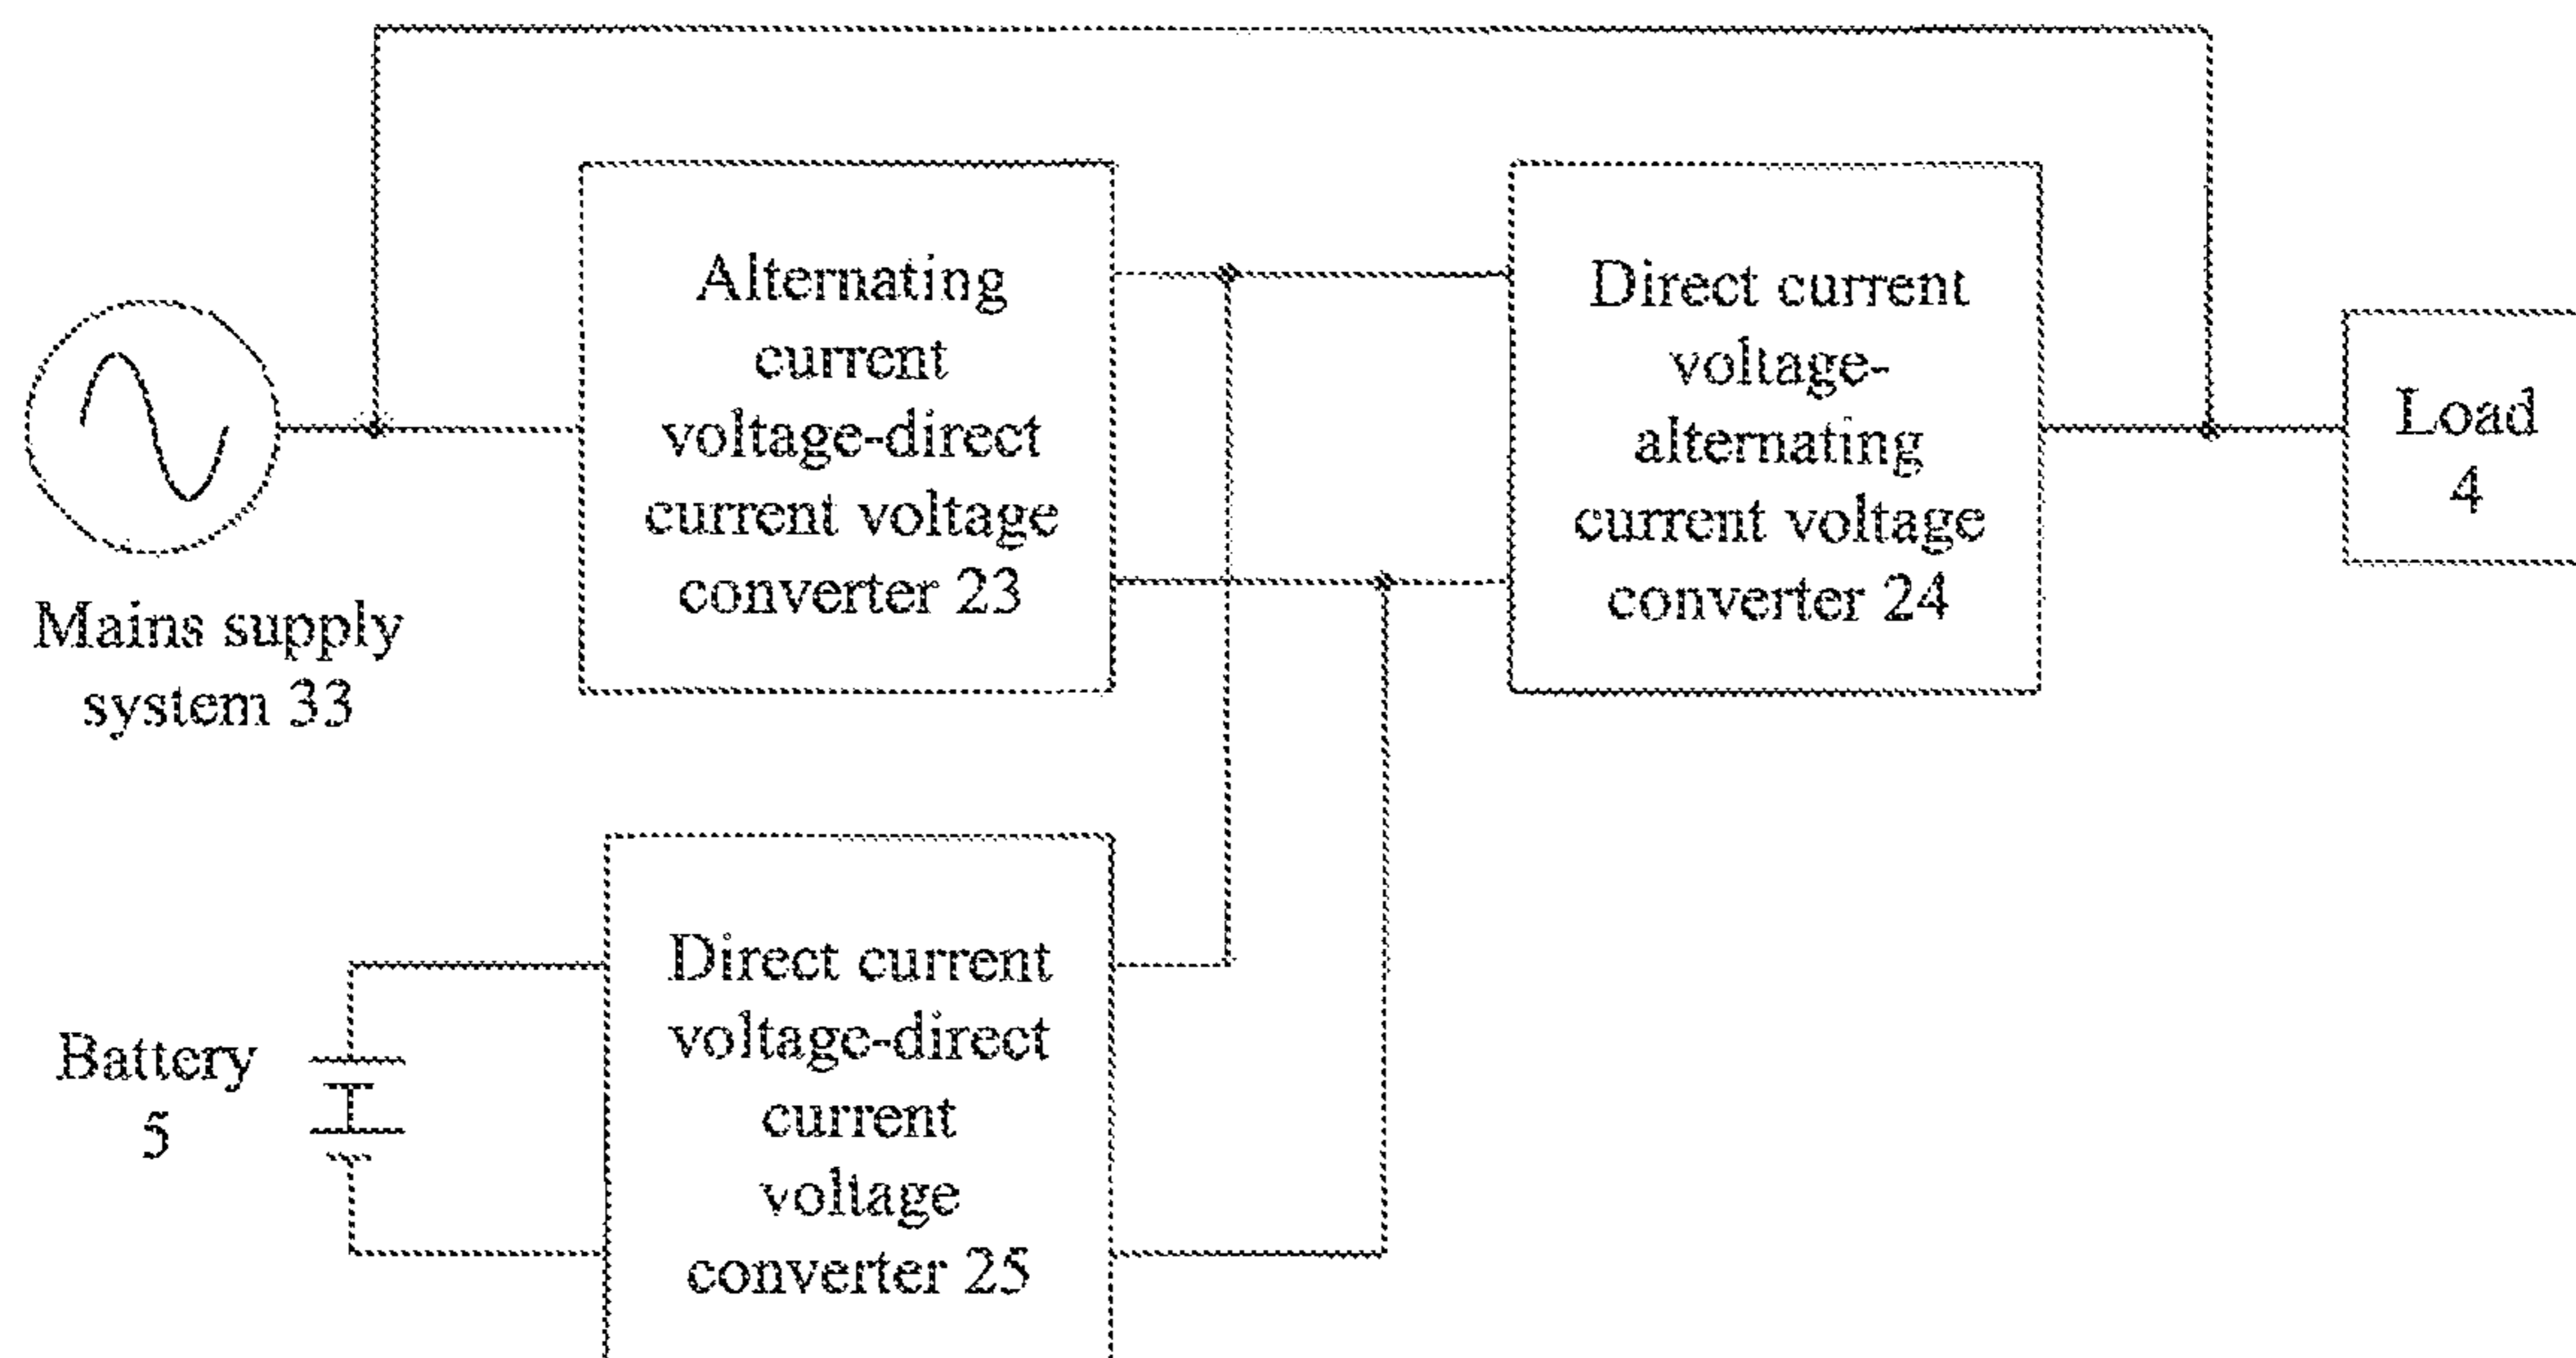 Alternating
current
voltage-direct
current voltage
converter 23
Direct current
voltage-
alternating
current voltage
converter 24
Load
4
Mains supply
system 33
Direct current
voltage-direct
current
voltage
converter 25
Battery
5